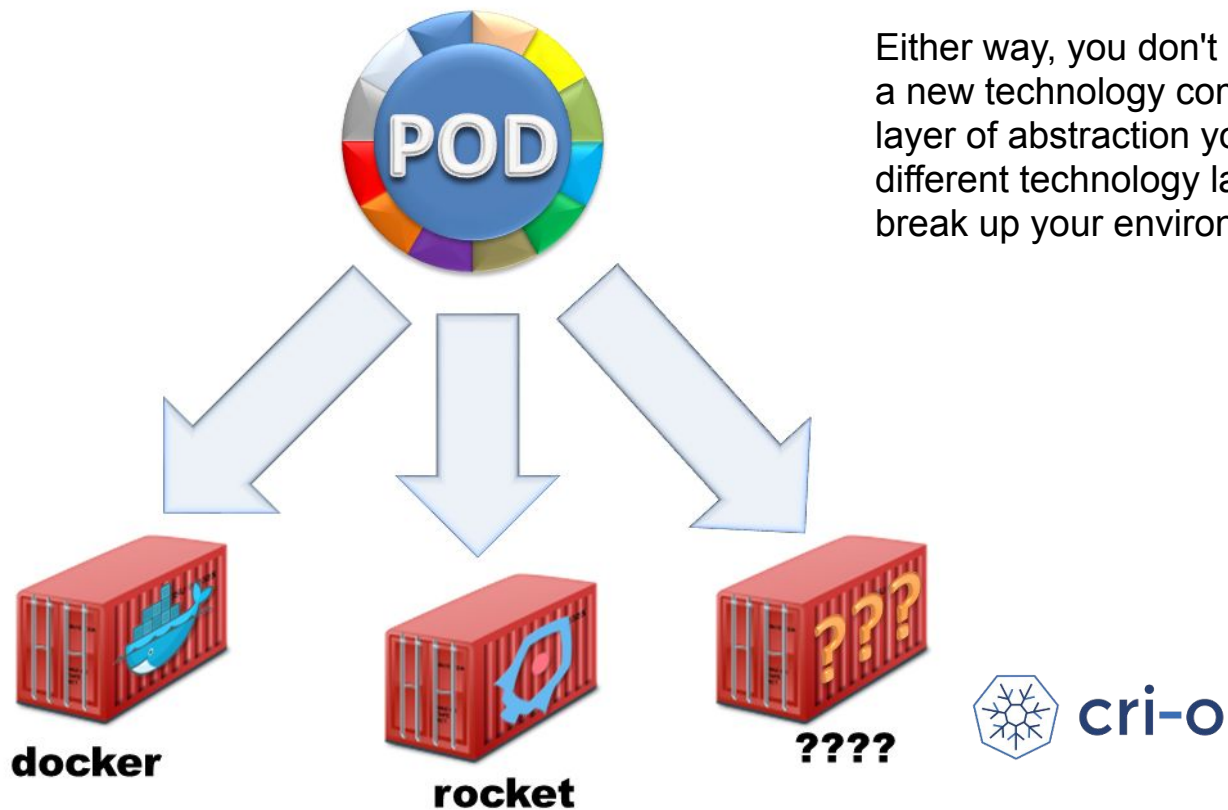 POD
Either way, you don't
a new technology con
layer of abstraction yo
different technology la
break up your environ
docker
rocket
???
????
cri-o